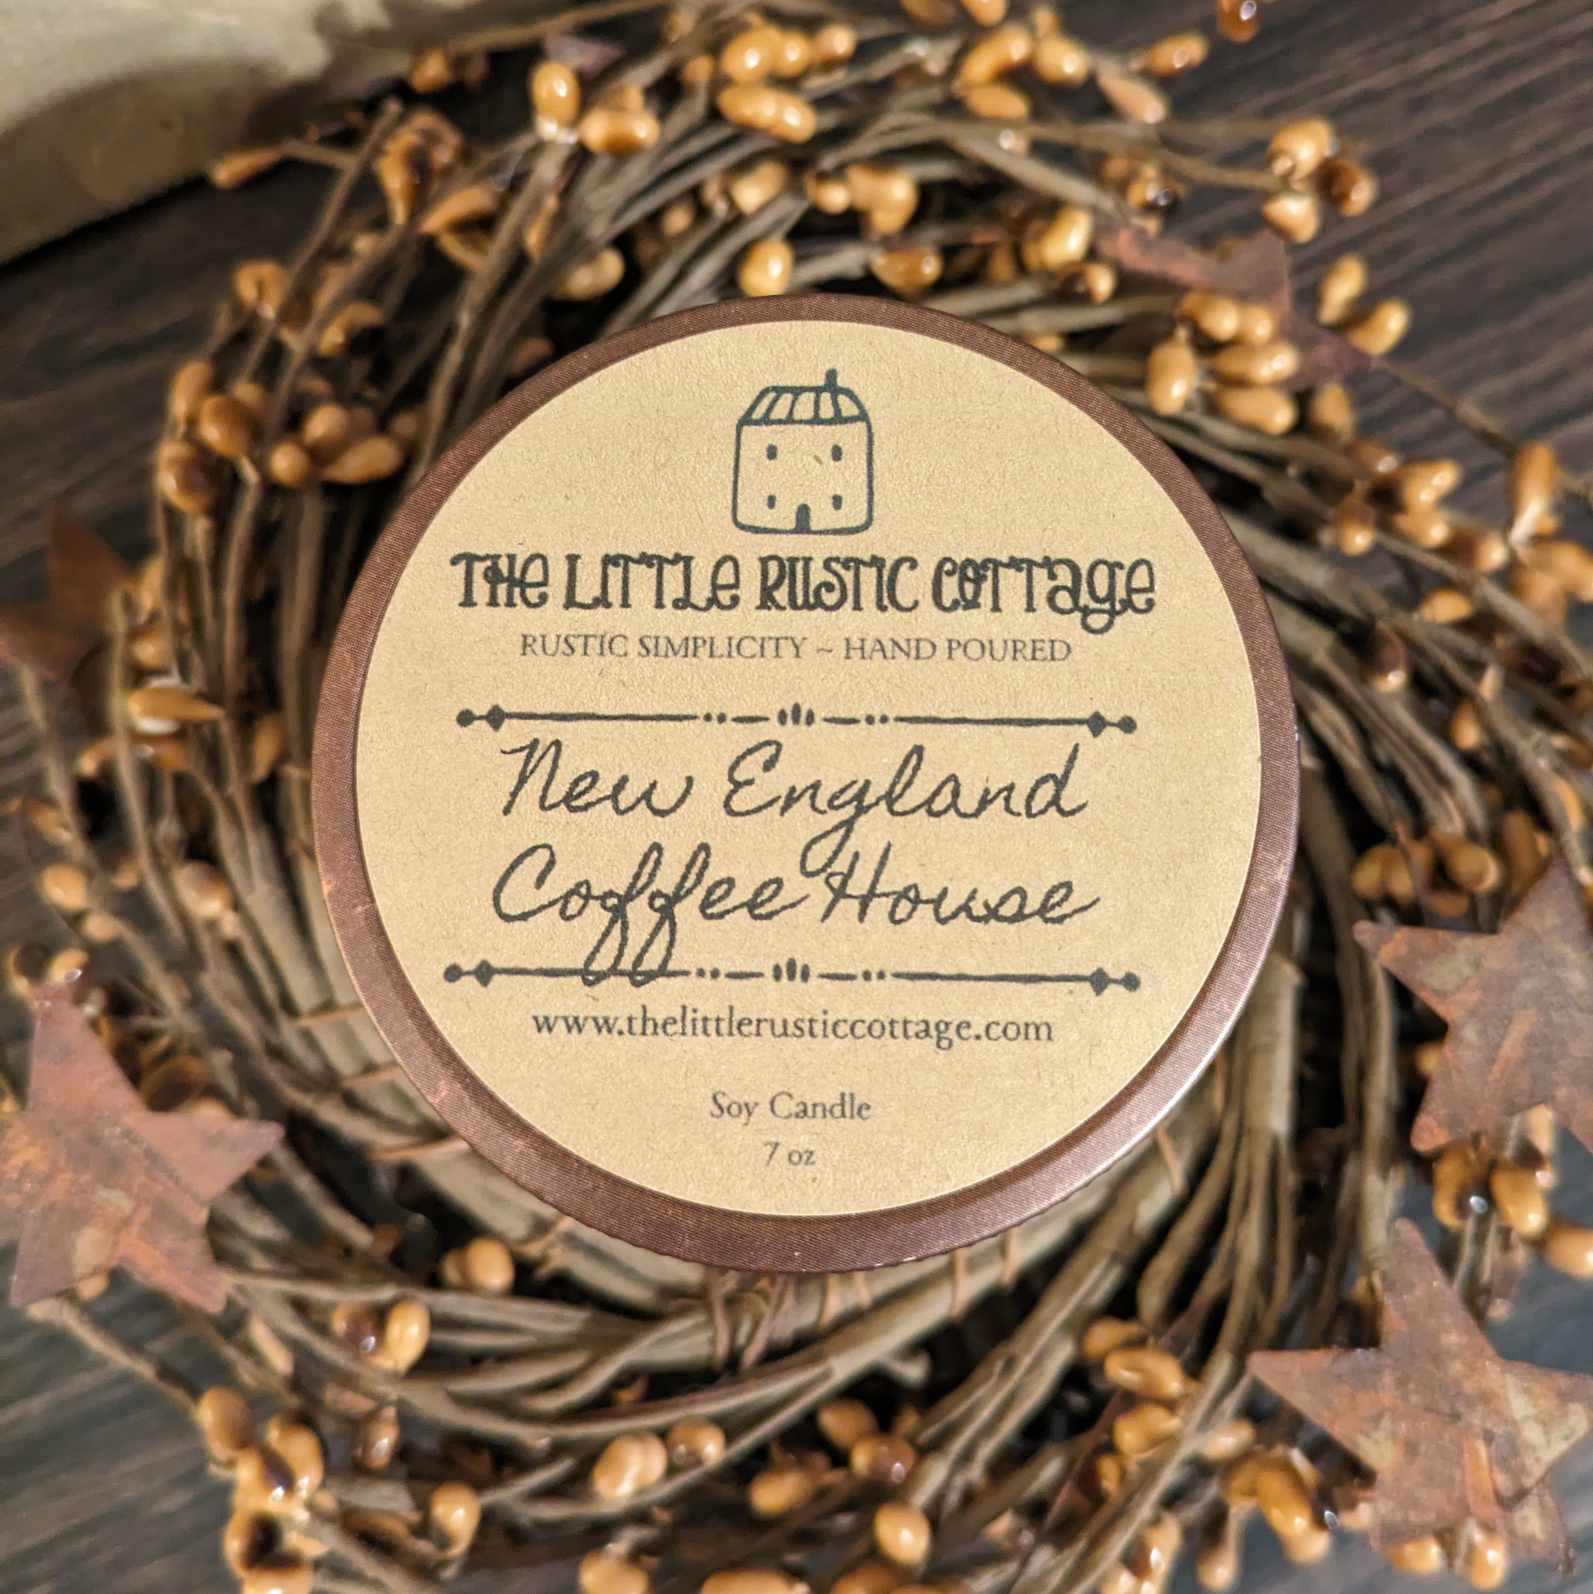 THE LITTLE RUSTIC COTTAGE
RUSTIC SIMPLICITY ~ HAND POURED
New England
Coffee House
www.thelittlerusticcottage.com
Soy Candle
7 oz